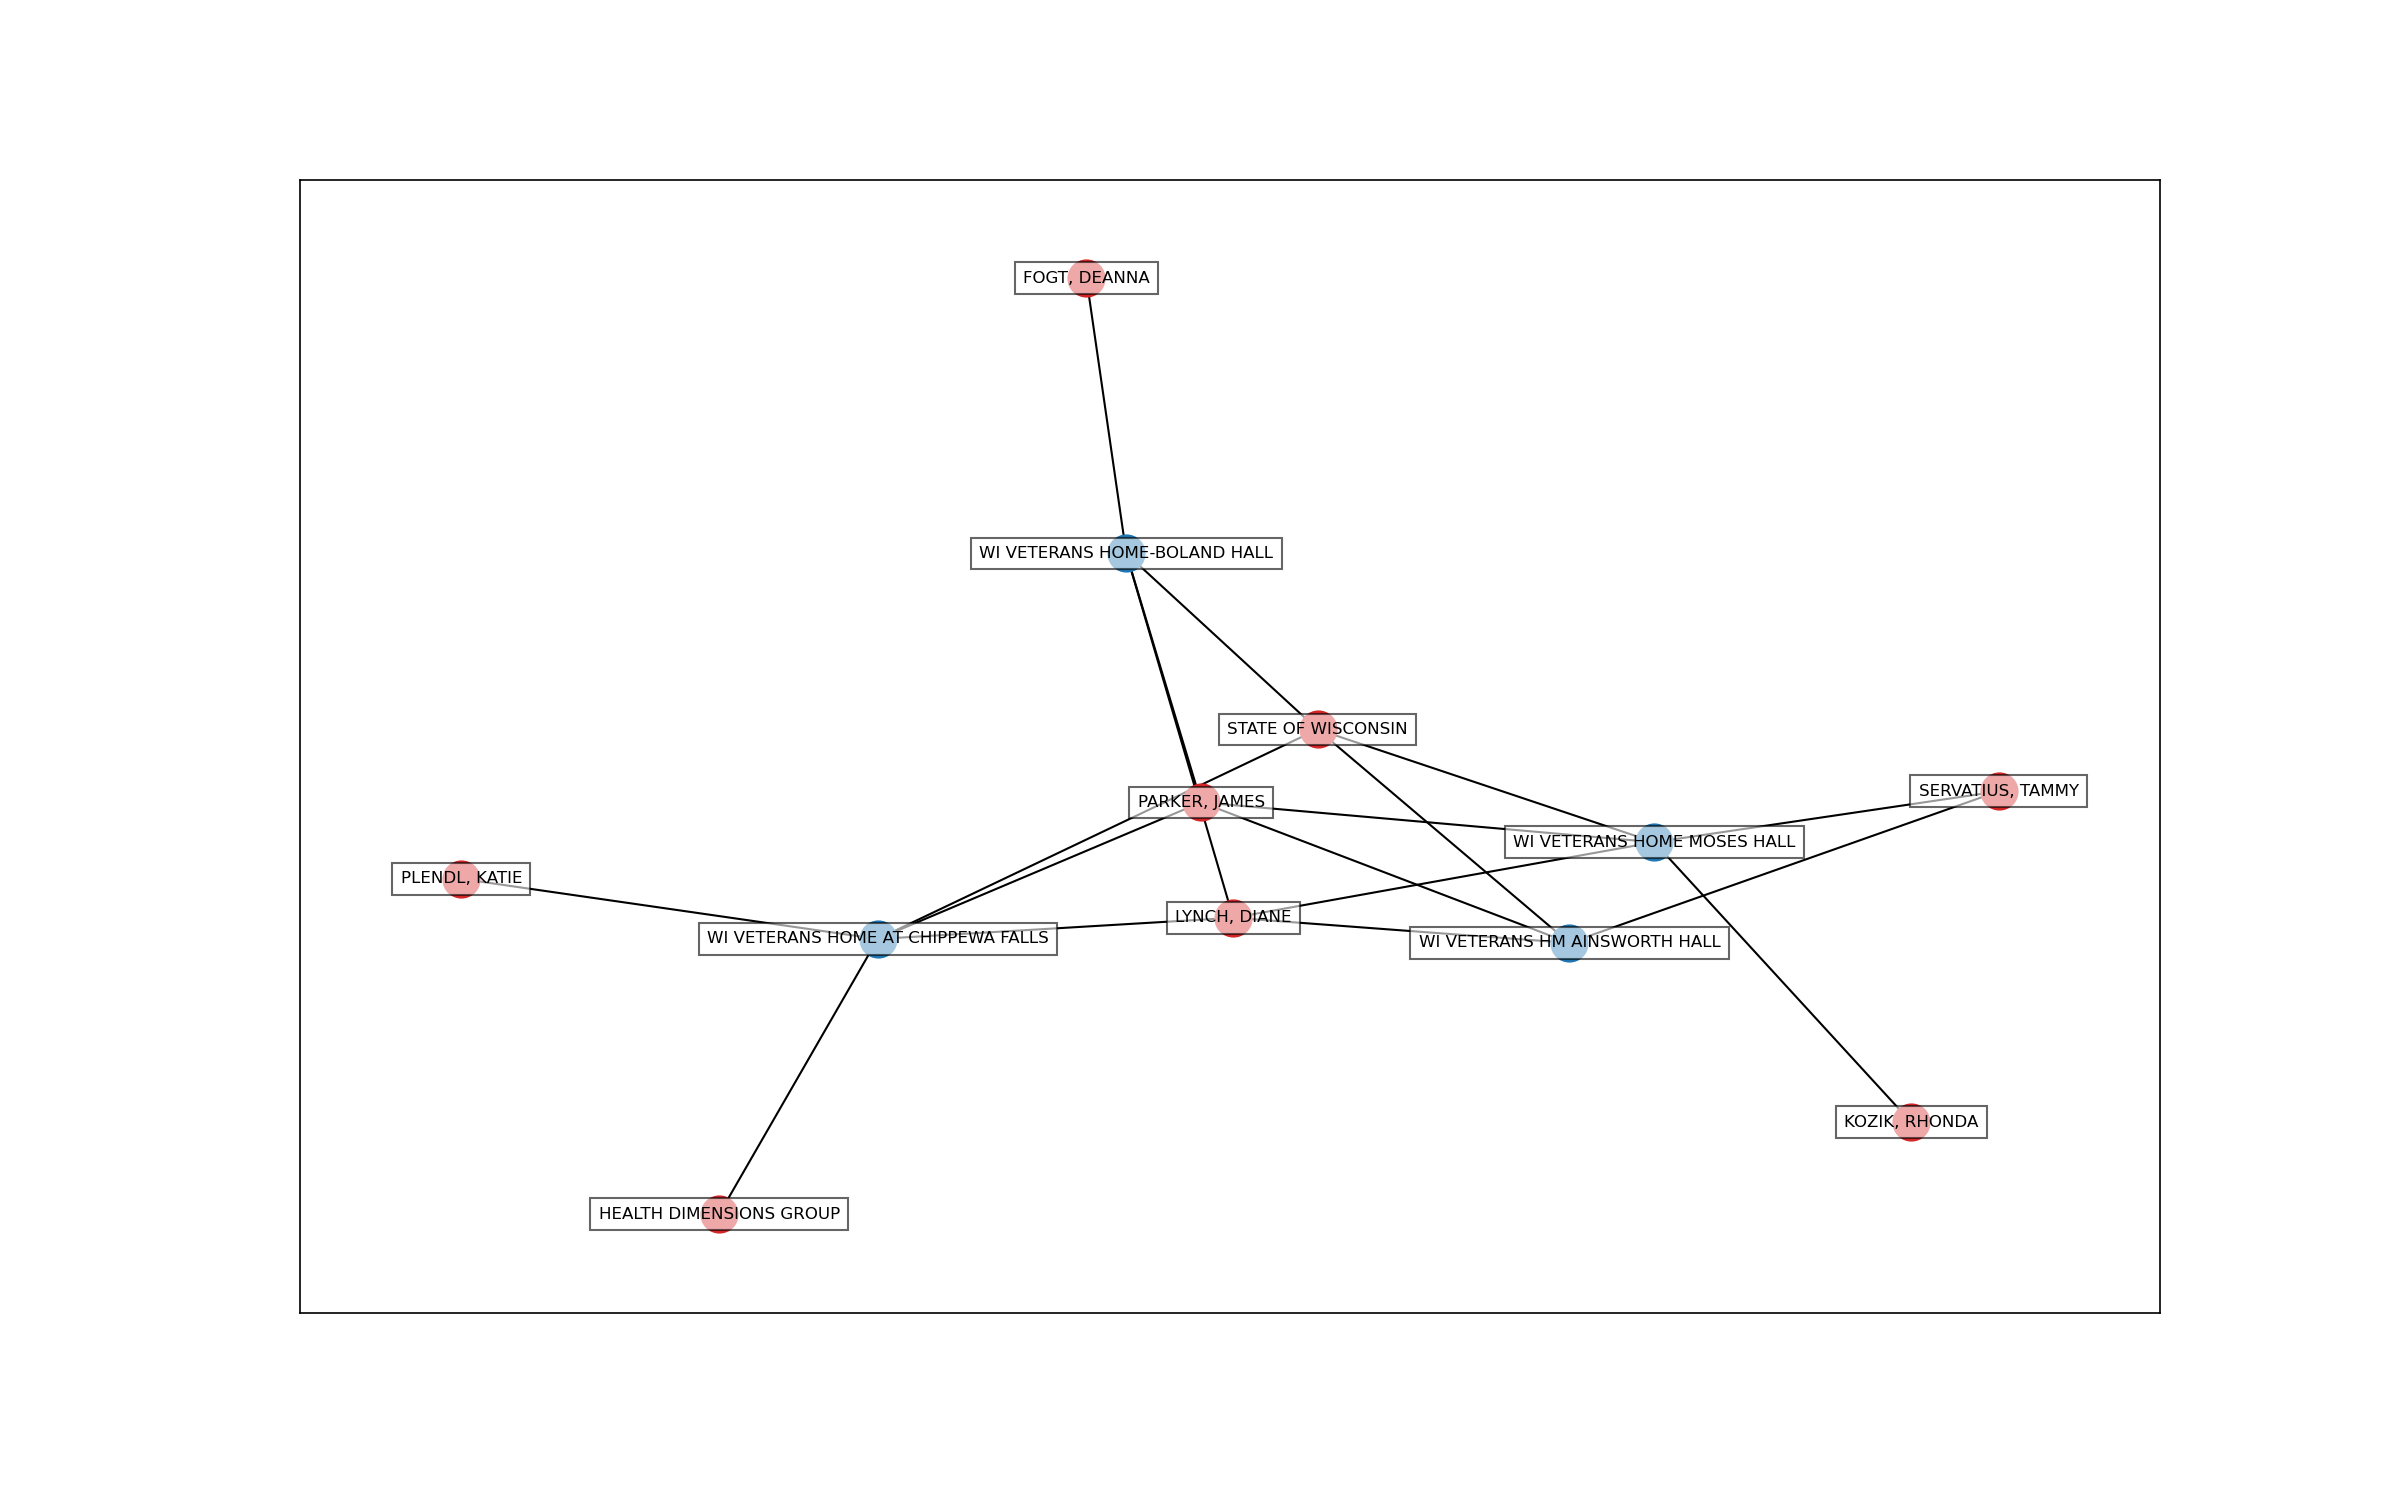 FOGT, DEANNA
WI VETERANS HOME-BOLAND HALL
STATE OF WISCONSIN
SERVATIUS, TAMMY
PARKER, JAMES
WI VETERANS HOME MOSES HALL
PLENDL, KATIE
LYNCH, DIANE
WI VETERANS HOME AT CHIPPEWA FALLS
WI VETERANS HM AINSWORTH HALL
KOZIK, RHONDA
HEALTH DIMENSIONS GROUP